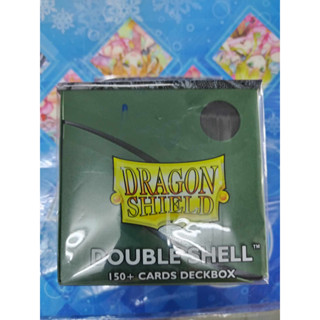 DRAGON
SHIELD
DOUBLE SHELL™
150+ CARDS DECKBOX